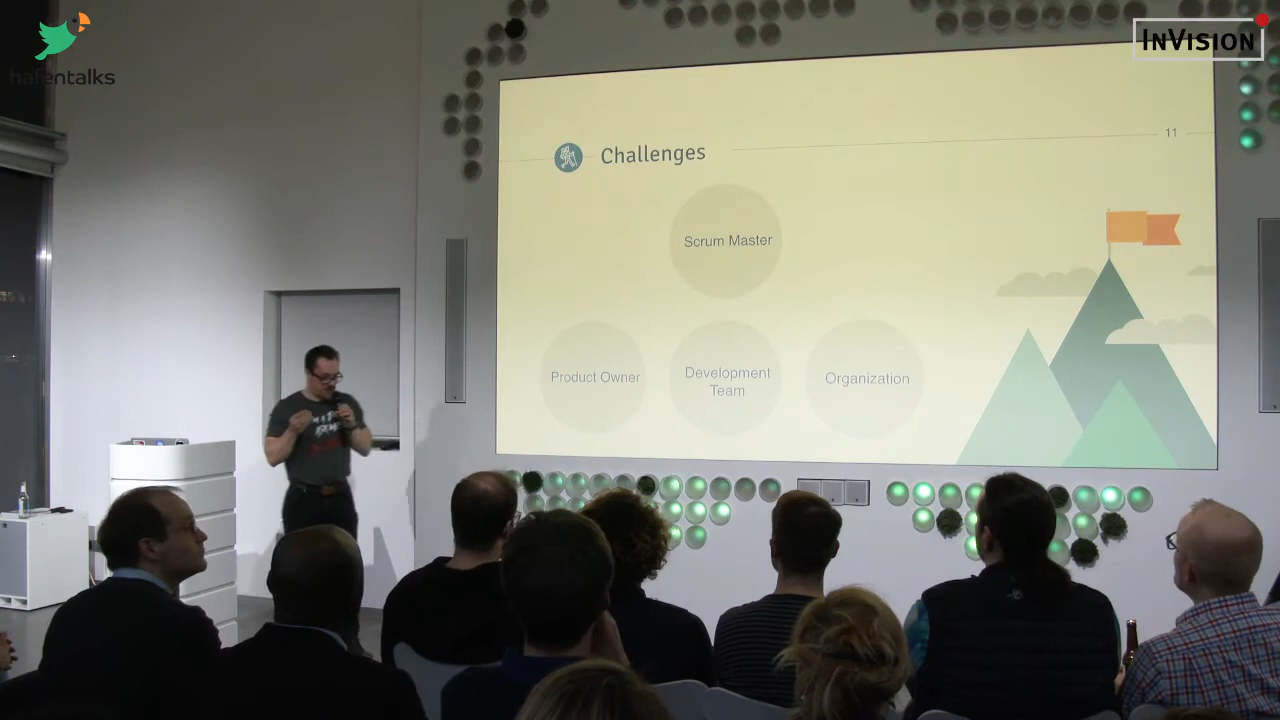 hafentalks
InVision
11
Challenges
Scrum Master
Product Owner
Development
Team
Organization